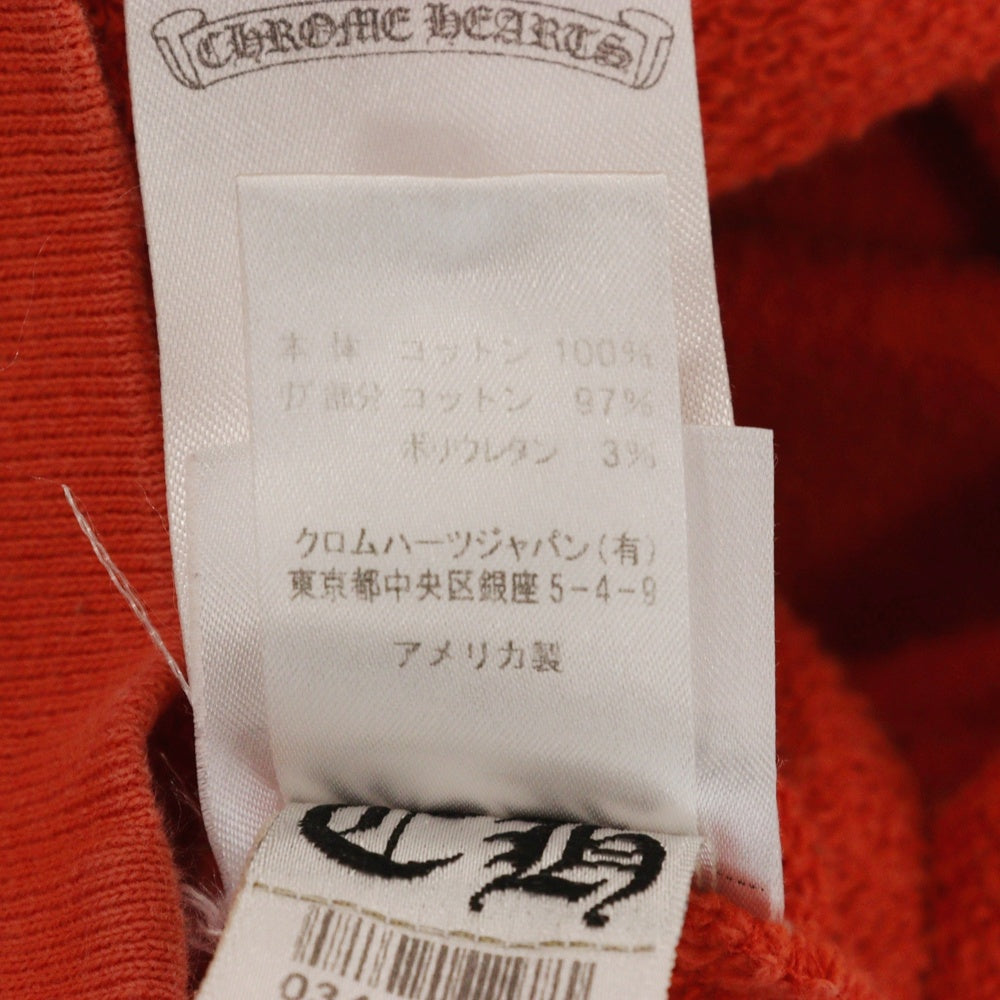 CHROME HEARTS
本体 コットン 100%
リブ部分 コットン 97%
ポリウレタン 3%
クロムハーツジャパン(有)
東京都中央区銀座5-4-9
アメリカ製
CH
034